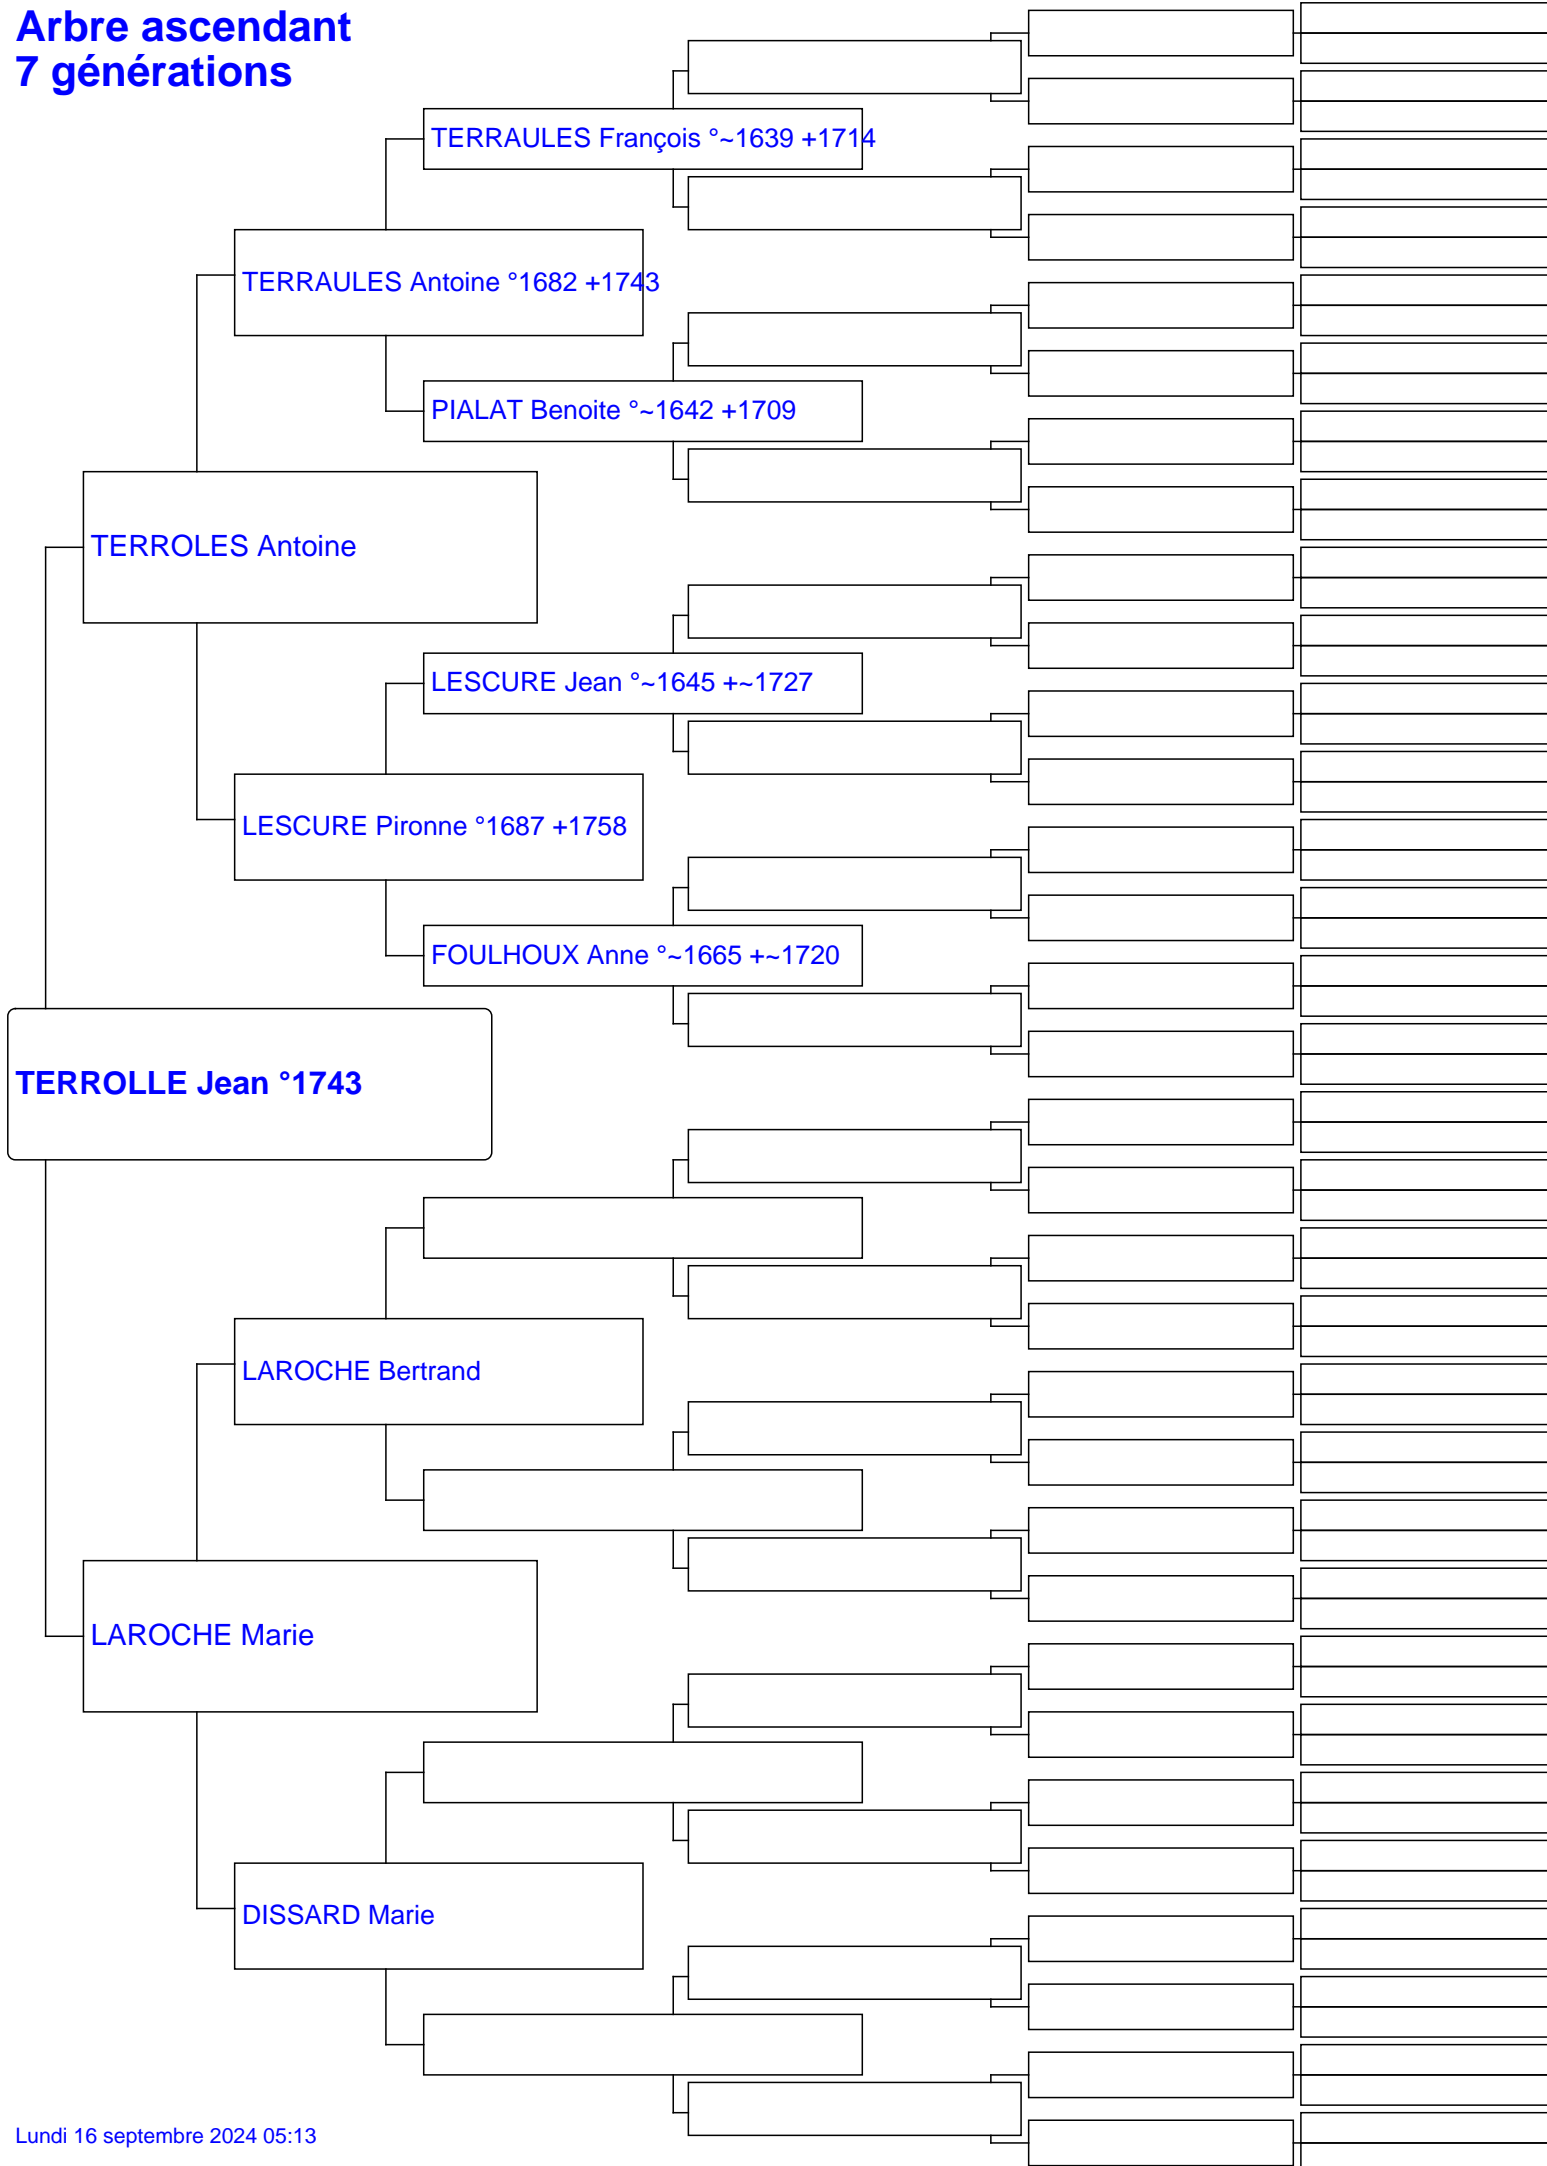 Arbre ascendant
7 générations
TERRAULES François °~1639 +1714
TERRAULES Antoine °1682 +1743
PIALAT Benoite °~1642 +1709
TERROLES Antoine
LESCURE Jean °~1645 +~1727
LESCURE Pironne °1687 +1758
FOULHOUX Anne °~1665 +~1720
TERROLLE Jean °1743
LAROCHE Bertrand
LAROCHE Marie
DISSARD Marie
Lundi 16 septembre 2024 05:13